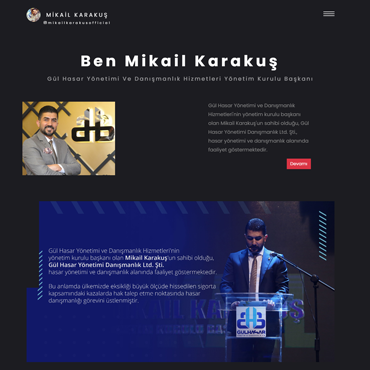 MİKAİL KARAKUŞ
@mikailkarakusofficial
Ben Mikail Karakuş
Gül Hasar Yönetimi Ve Danışmanlık Hizmetleri Yönetim Kurulu Başkanı
Gül Hasar Yönetimi ve Danışmanlık
Hizmetleri'nin yönetim kurulu başkanı
olan Mikail Karakuş'un sahibi olduğu, Gül
Hasar Yönetimi Danışmanlık Ltd. Şti.,
hasar yönetimi ve danışmanlık alanında
faaliyet göstermektedir.
Devamı
Gül Hasar Yönetimi ve Danışmanlık Hizmetleri'nin
yönetim kurulu başkanı olan Mikail Karakuş'un sahibi olduğu,
Gül Hasar Yönetimi Danışmanlık Ltd. Şti.
hasar yönetimi ve danışmanlık alanında faaliyet göstermektedir.
Bu anlamda ülkemizde eksikliği büyük ölçüde hissedilen sigorta
kapsamındaki kazalarda hak talep etme noktasında hasar
danışmanlığı görevini üstlenmiştir.
GÜLHASAR